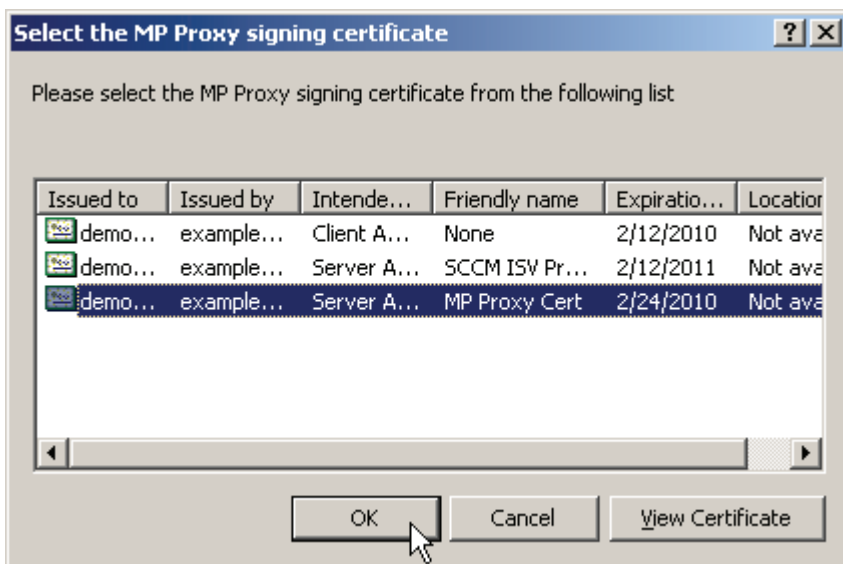 Select the MP Proxy signing certificate
Please select the MP Proxy signing certificate from the following list
Issued to Issued by Intende... Friendly name Expiratio... Location
demo... example... Client A... None 2/12/2010 Not ava
demo... example... Server A... SCCM ISV Pr... 2/12/2011 Not ava
demo... example... Server A... MP Proxy Cert 2/24/2010 Not ava
OK Cancel View Certificate